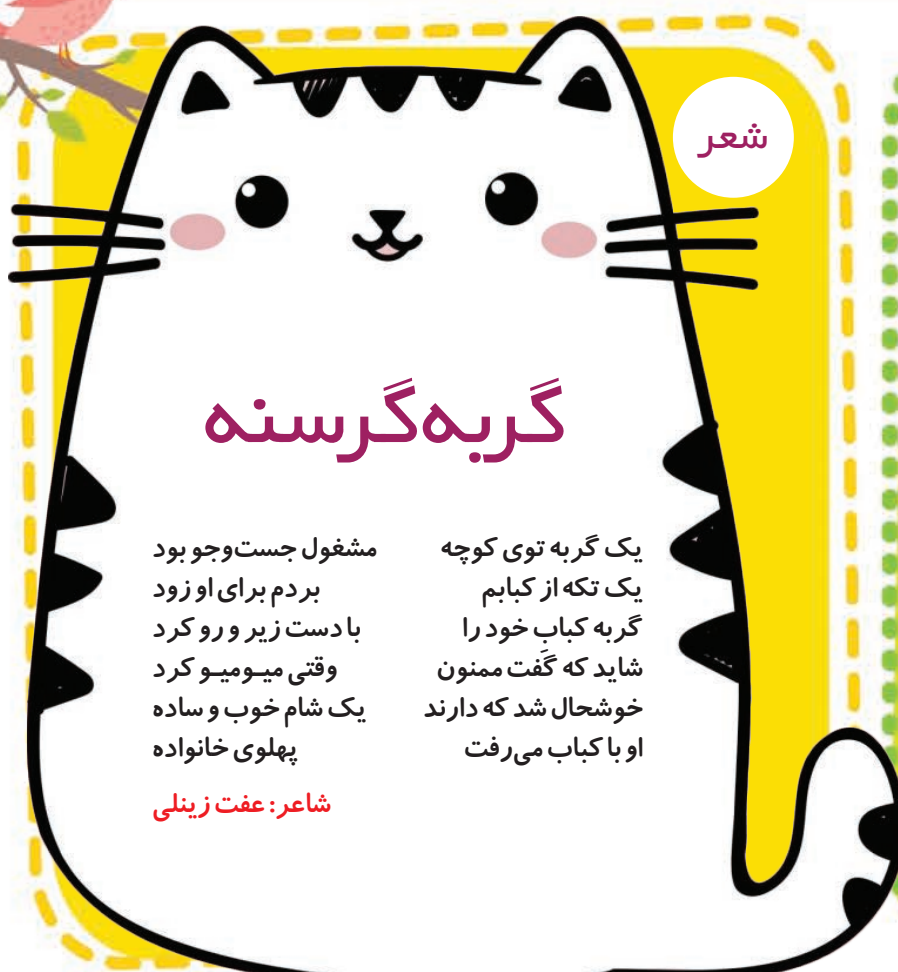 شعر
گربه‌گرسنه
یک گربه توی کوچه مشغول جست‌وجو بود
یک تکه از کبابم بردم برای او زود
گربه کبابِ خود را با دست زیر و رو کرد
شاید که گفت ممنون وقتی میـومیـو کرد
خوشحال شد که دارند یک شام خوب و ساده
او با کباب می‌رفت پهلوی خانواده
شاعر: عفت زینلی